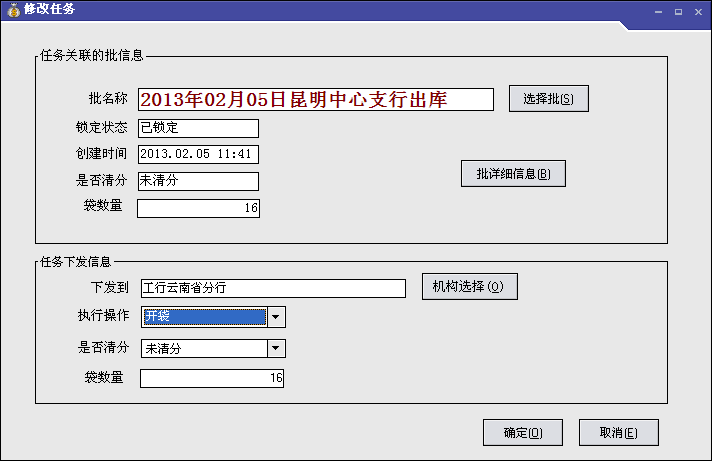 修改任务
任务关联的批信息
批名称 2013年02月05日昆明中心支行出库 选择批(S)
锁定状态 已锁定
创建时间 2013.02.05 11:41
批详细信息(B)
是否清分 未清分
袋数量 16
任务下发信息
下发到 工行云南省分行 机构选择(O)
执行操作 开袋
是否清分 未清分
袋数量 16
确定(O) 取消(E)